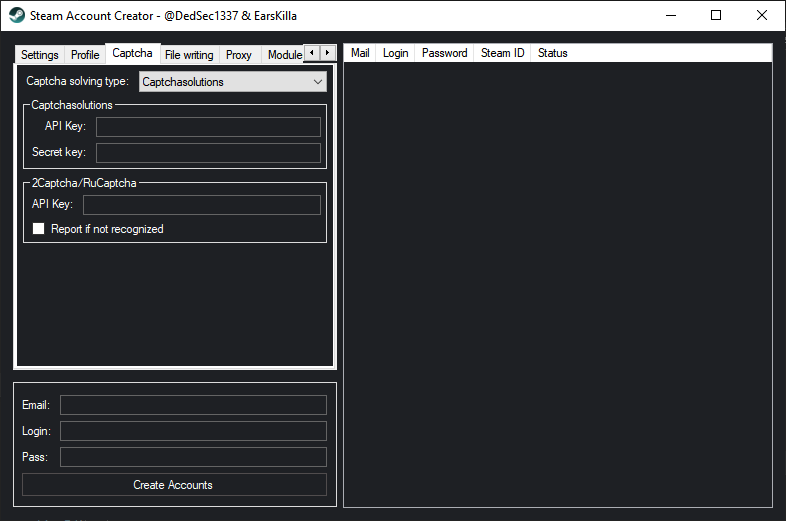 Steam Account Creator - @DedSec1337 & EarsKilla
Settings Profile Captcha File writing Proxy Module
Captcha solving type: Captchasolutions
Captchasolutions
API Key:
Secret key:
2Captcha/RuCaptcha
API Key:
Report if not recognized
Email:
Login:
Pass:
Create Accounts
Mail Login Password Steam ID Status